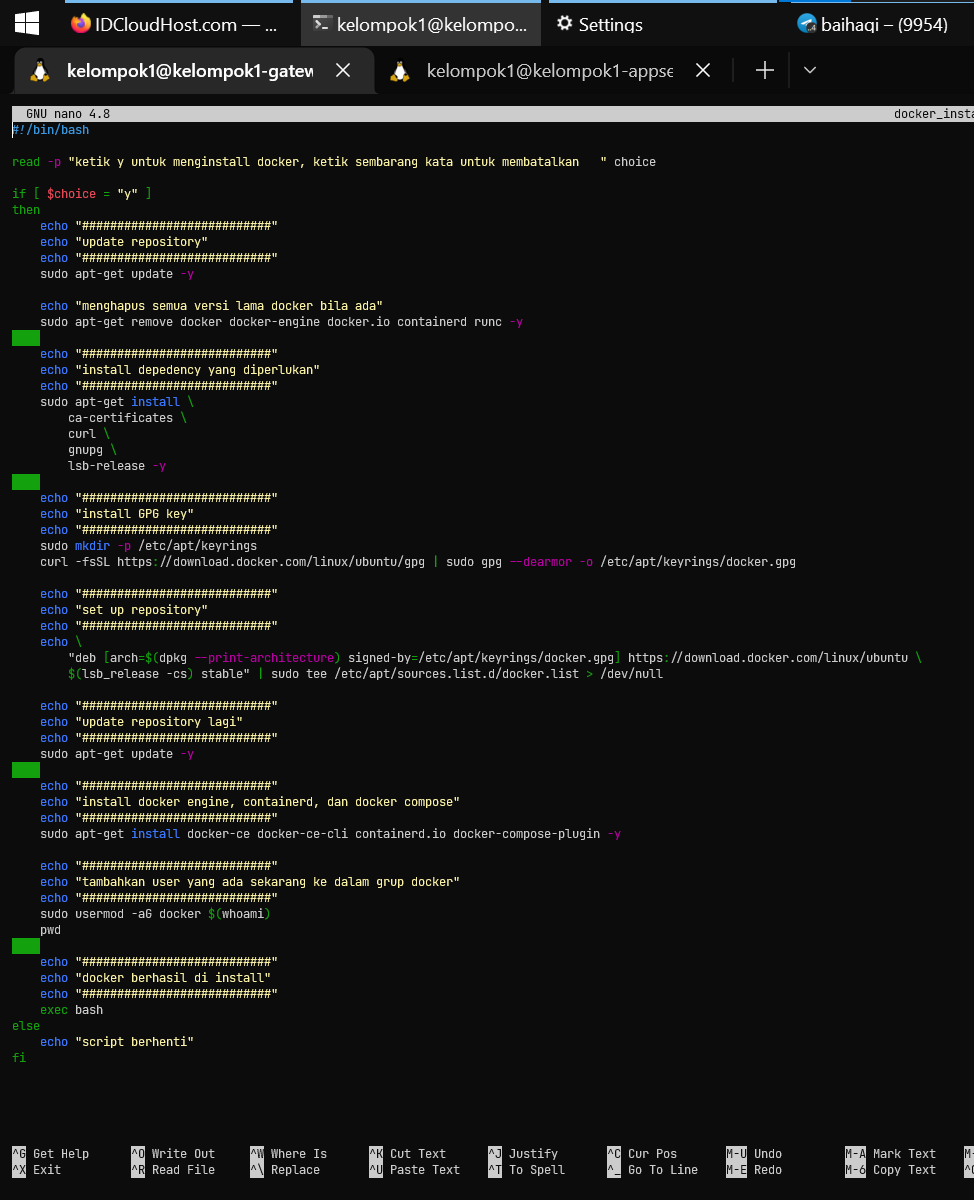 IDCloudHost.com — ...
kelompok1@kelompo...
Settings
baihaqi – (9954)
kelompok1@kelompok1-gatew
kelompok1@kelompok1-appse
GNU nano 4.8 docker_insta
#!/bin/bash
read -p "ketik y untuk menginstall docker, ketik sembarang kata untuk membatalkan   " choice
if [ $choice = "y" ]
then
    echo "###########################"
    echo "update repository"
    echo "###########################"
    sudo apt-get update -y
    echo "menghapus semua versi lama docker bila ada"
    sudo apt-get remove docker docker-engine docker.io containerd runc -y
    echo "###########################"
    echo "install depedency yang diperlukan"
    echo "###########################"
    sudo apt-get install \
        ca-certificates \
        curl \
        gnupg \
        lsb-release -y
    echo "###########################"
    echo "install GPG key"
    echo "###########################"
    sudo mkdir -p /etc/apt/keyrings
    curl -fsSL https://download.docker.com/linux/ubuntu/gpg | sudo gpg --dearmor -o /etc/apt/keyrings/docker.gpg
    echo "###########################"
    echo "set up repository"
    echo "###########################"
    echo \
        "deb [arch=$(dpkg --print-architecture) signed-by=/etc/apt/keyrings/docker.gpg] https://download.docker.com/linux/ubuntu \
        $(lsb_release -cs) stable" | sudo tee /etc/apt/sources.list.d/docker.list > /dev/null
    echo "###########################"
    echo "update repository lagi"
    echo "###########################"
    sudo apt-get update -y
    echo "###########################"
    echo "install docker engine, containerd, dan docker compose"
    echo "###########################"
    sudo apt-get install docker-ce docker-ce-cli containerd.io docker-compose-plugin -y
    echo "###########################"
    echo "tambahkan user yang ada sekarang ke dalam grup docker"
    echo "###########################"
    sudo usermod -aG docker $(whoami)
    pwd
    echo "###########################"
    echo "docker berhasil di install"
    echo "###########################"
    exec bash
else
    echo "script berhenti"
fi
^G Get Help ^O Write Out ^W Where Is ^K Cut Text ^J Justify ^C Cur Pos M-U Undo M-A Mark Text M-
^X Exit ^R Read File ^\ Replace ^U Paste Text ^T To Spell ^_ Go To Line M-E Redo M-6 Copy Text